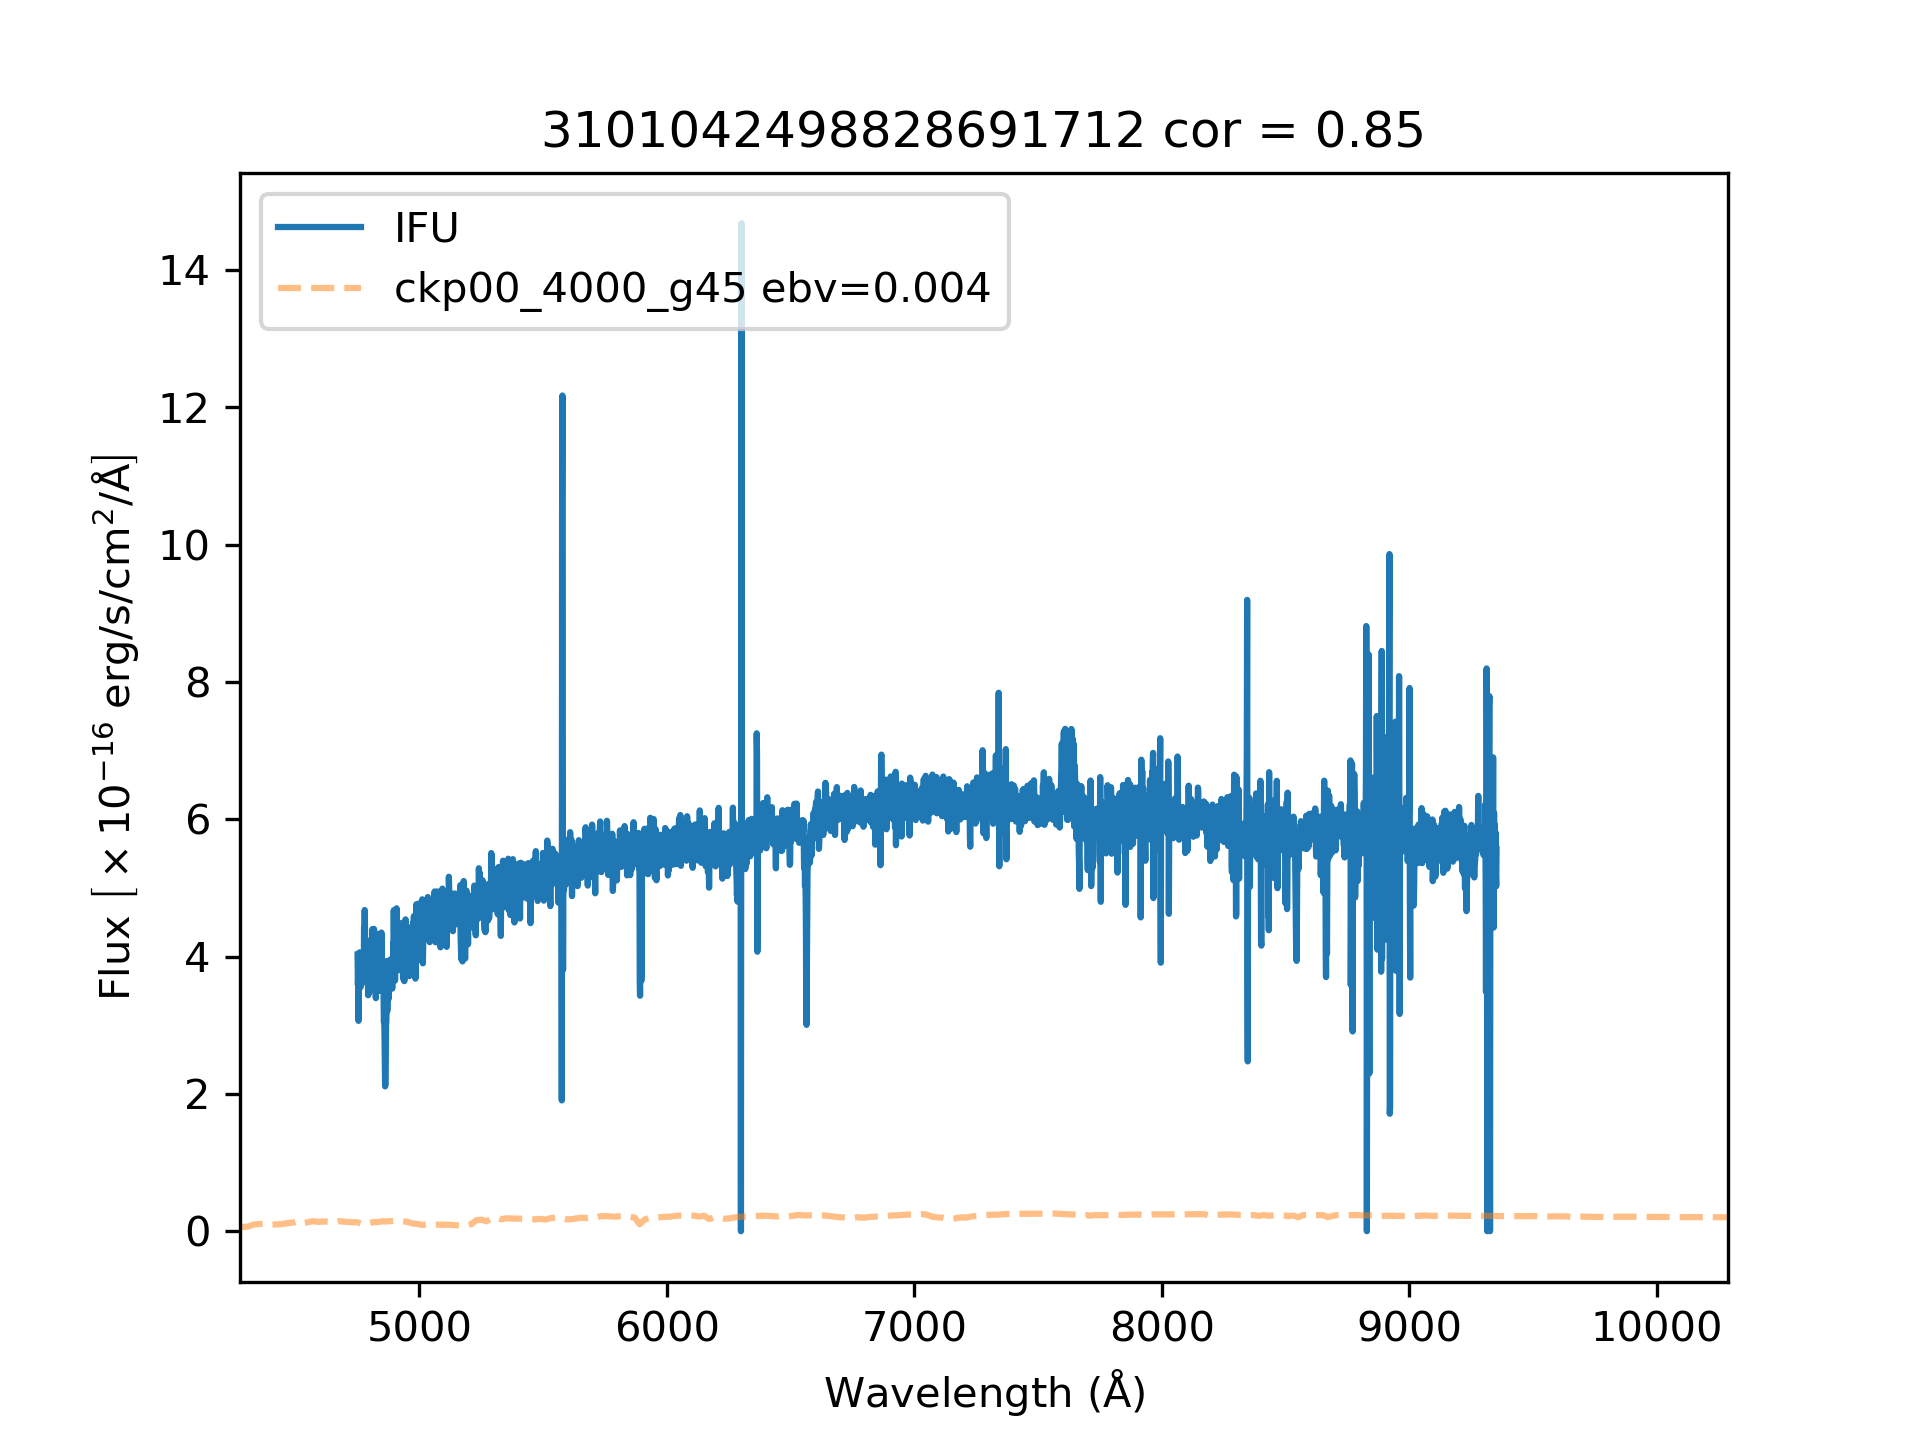 3101042498828691712 cor = 0.85
IFU
ckp00_4000_g45 ebv=0.004
14
12
10
8
6
4
2
0
Flux [ × 10⁻¹⁶ erg/s/cm²/Å]
5000 6000 7000 8000 9000 10000
Wavelength (Å)